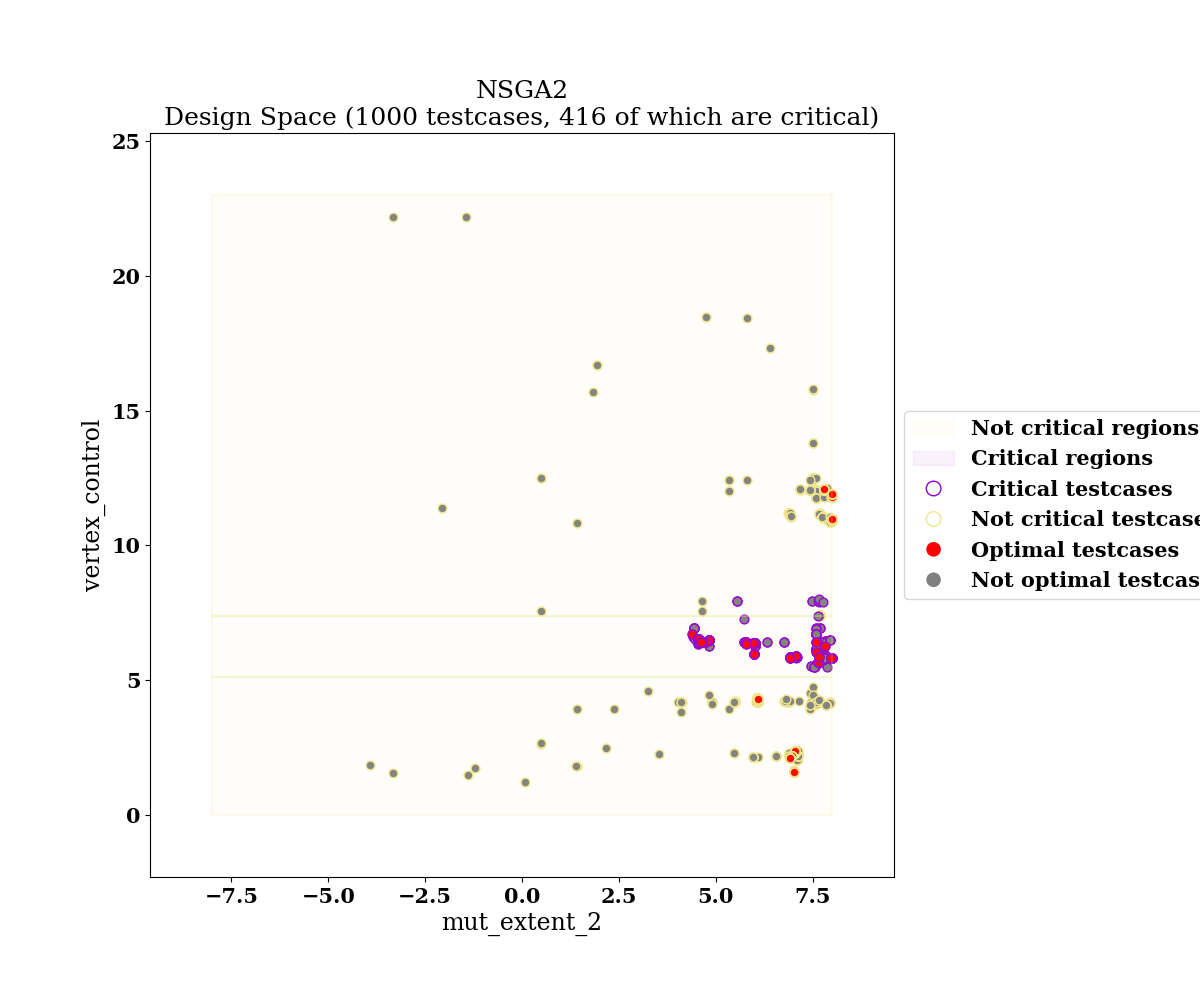 NSGA2
Design Space (1000 testcases, 416 of which are critical)
25
20
15
10
5
0
vertex_control
−7.5
−5.0
−2.5
0.0
2.5
5.0
7.5
mut_extent_2
Not critical regions
Critical regions
Critical testcases
Not critical testcase
Optimal testcases
Not optimal testcas